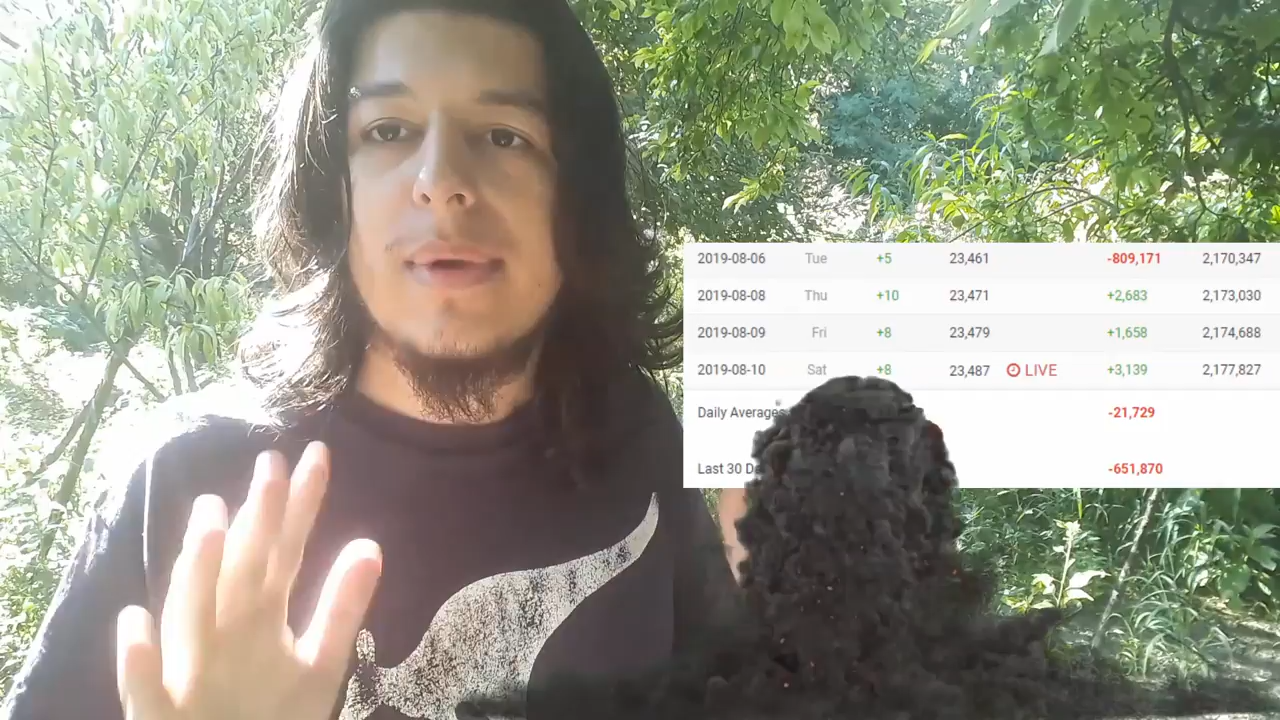 2019-08-06 Tue +5 23,461 -809,171 2,170,347
2019-08-08 Thu +10 23,471 +2,683 2,173,030
2019-08-09 Fri +8 23,479 +1,658 2,174,688
2019-08-10 Sat +8 23,487 LIVE +3,139 2,177,827
Daily Averages -21,729
Last 30 -651,870